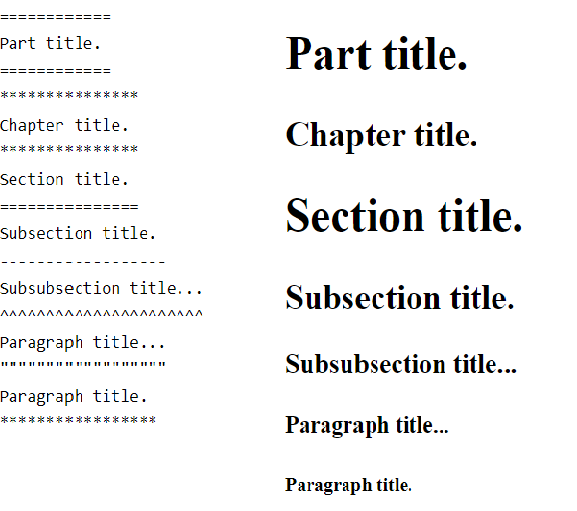 ============
Part title.
============
***************
Chapter title.
***************
Section title.
===============
Subsection title.
------------------
Subsubsection title...
^^^^^^^^^^^^^^^^^^^^^^
Paragraph title...
""""""""""""""""""
Paragraph title.
*****************
Part title.
Chapter title.
Section title.
Subsection title.
Subsubsection title...
Paragraph title...
Paragraph title.